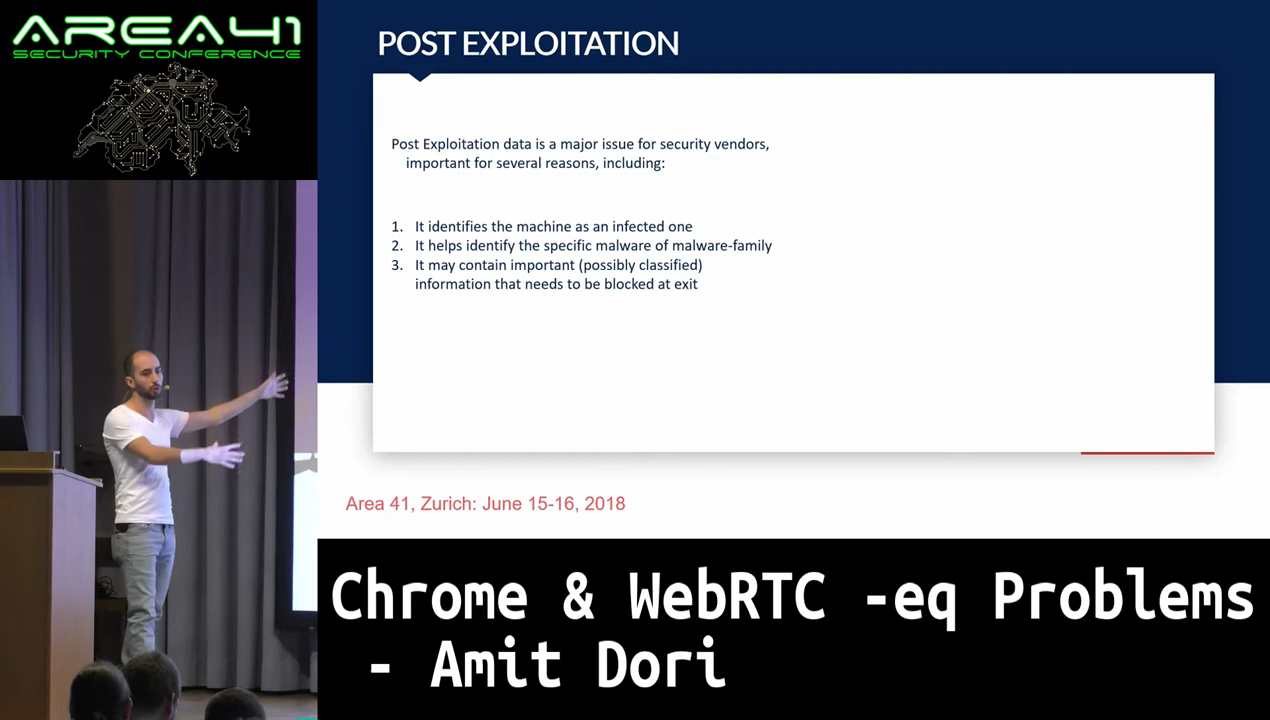 AREA41
SECURITY CONFERENCE
POST EXPLOITATION
Post Exploitation data is a major issue for security vendors,
important for several reasons, including:
1. It identifies the machine as an infected one
2. It helps identify the specific malware of malware-family
3. It may contain important (possibly classified)
information that needs to be blocked at exit
Area 41, Zurich: June 15-16, 2018
Chrome & WebRTC -eq Problems
- Amit Dori